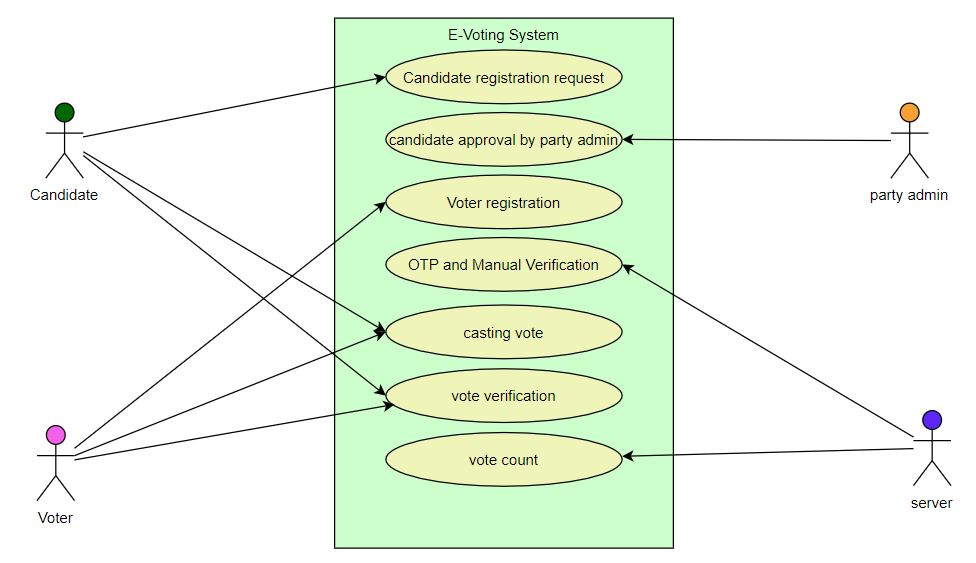 E-Voting System
Candidate registration request
candidate approval by party admin
Candidate
party admin
Voter registration
OTP and Manual Verification
casting vote
vote verification
vote count
server
Voter